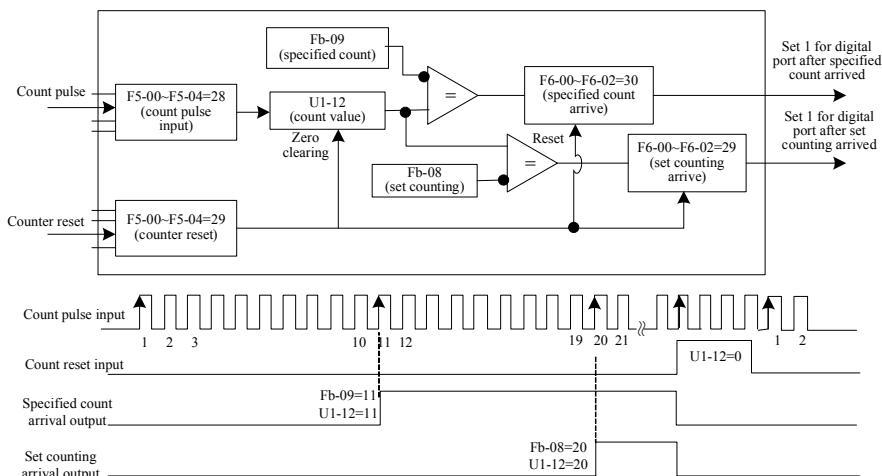 Fb-09
(specified count)
Set 1 for digital
port after specified
count arrived
Count pulse
F5-00~F5-04=28
(count pulse
input)
U1-12
(count value)
=
F6-00~F6-02=30
(specified count
arrive)
Zero
clearing
Reset
Set 1 for digital
port after set
counting arrived
Fb-08
(set counting)
=
F6-00~F6-02=29
(set counting
arrive)
Counter reset
F5-00~F5-04=29
(counter reset)
Count pulse input
1 2 3 10 11 12 19 20 21 1 2
Count reset input
U1-12=0
Specified count
arrival output
Fb-09=11
U1-12=11
Set counting
arrival output
Fb-08=20
U1-12=20